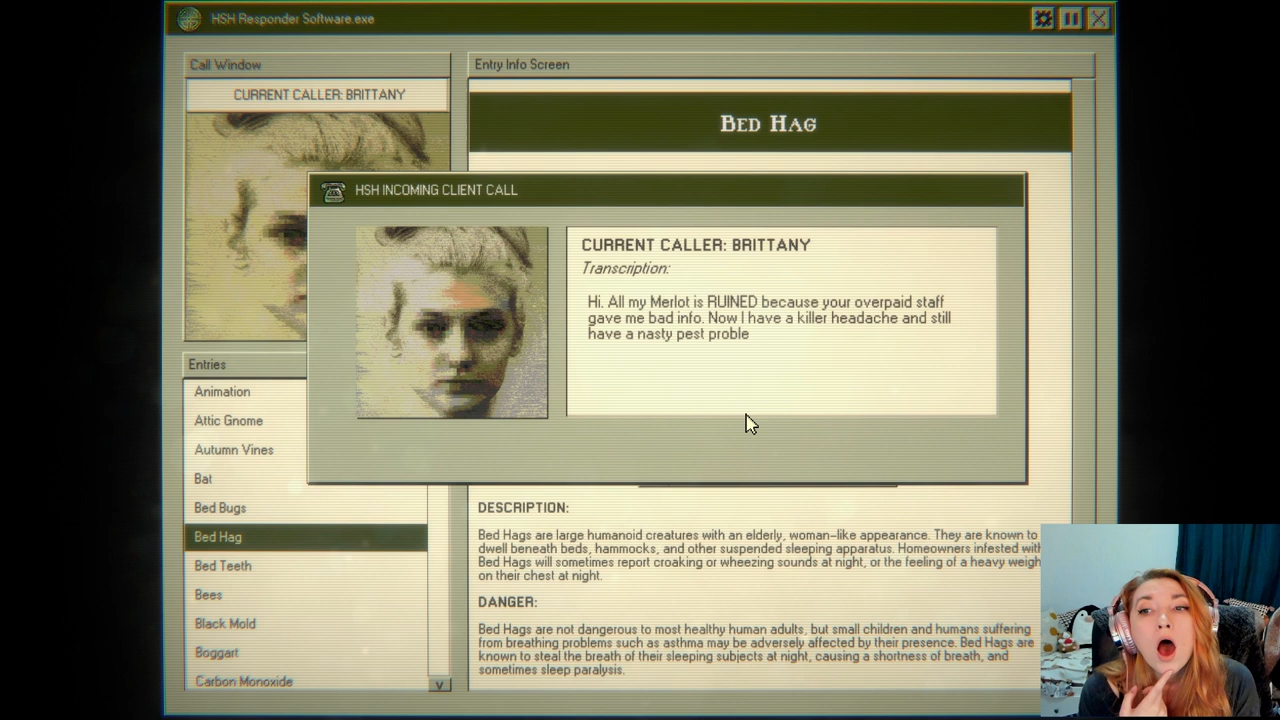 HSH Responder Software.exe
Call Window
CURRENT CALLER: BRITTANY
Entry Info Screen
Bed Hag
HSH INCOMING CLIENT CALL
CURRENT CALLER: BRITTANY
Transcription:
Hi. All my Merlot is RUINED because your overpaid staff
gave me bad info. Now I have a killer headache and still
have a nasty pest proble
Entries
Animation
Attic Gnome
Autumn Vines
Bat
Bed Bugs
Bed Hag
Bed Teeth
Bees
Black Mold
Boggart
Carbon Monoxide
DESCRIPTION:
Bed Hags are large humanoid creatures with an elderly, woman-like appearance. They are known to
dwell beneath beds, hammocks, and other suspended sleeping apparatus. Homeowners infested with
Bed Hags will sometimes report croaking or wheezing sounds at night, or the feeling of a heavy weigh
on their chest at night.
DANGER:
Bed Hags are not dangerous to most healthy human adults, but small children and humans suffering
from breathing problems such as asthma may be adversely affected by their presence. Bed Hags are
known to steal the breath of their sleeping subjects at night, causing a shortness of breath, and
sometimes sleep paralysis.